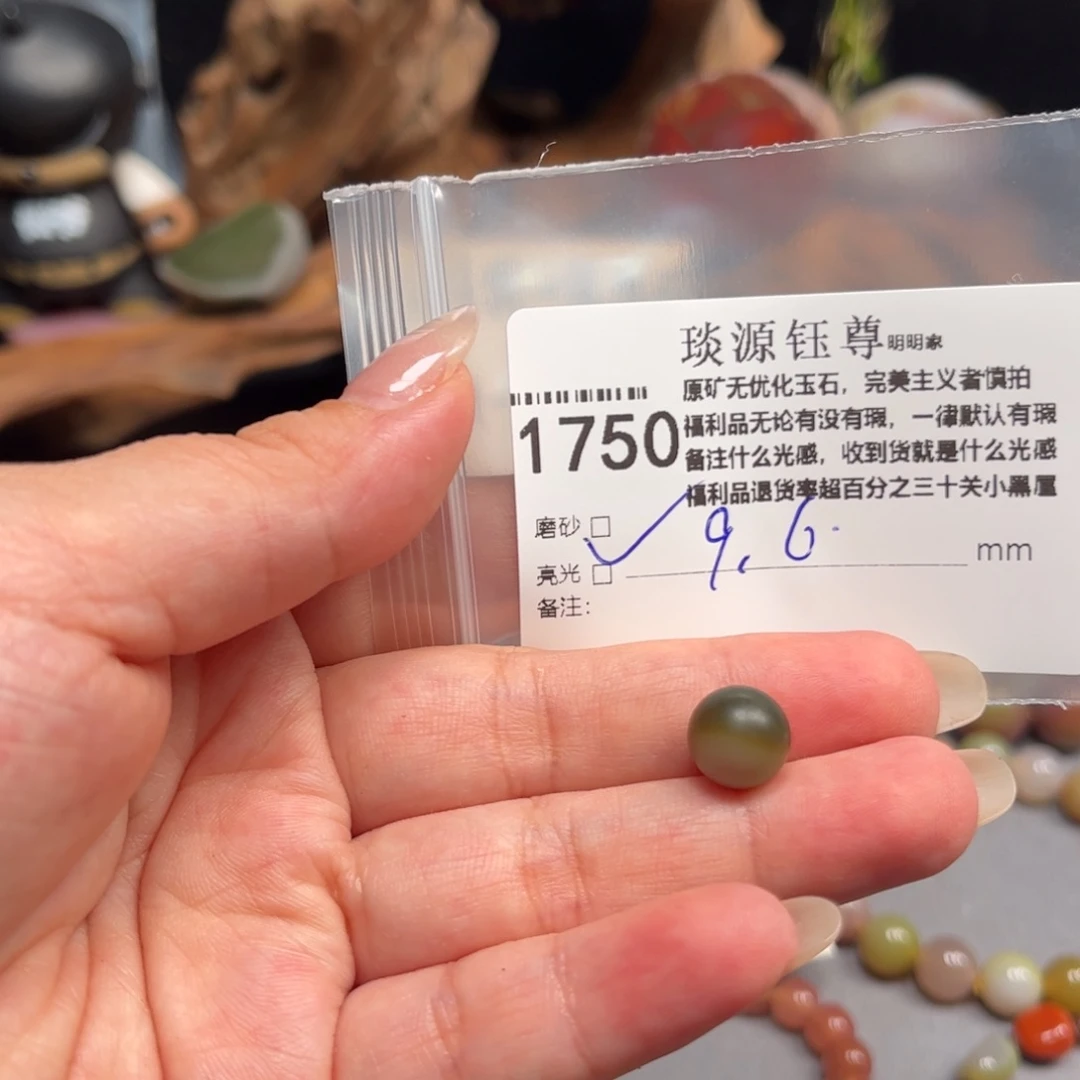 琰源钰尊明明家
原矿无优化玉石，完美主义者慎拍
1750
福利品无论有没有瑕，一律默认有瑕
备注什么光感，收到货就是什么光感
福利品退货率超百分之三十关小黑屋
磨砂 □
9.6 mm
亮光 □
备注：